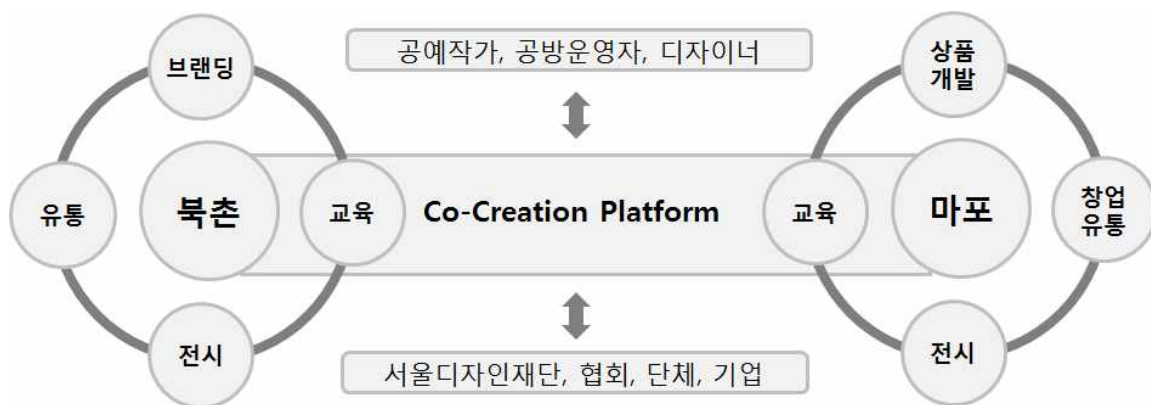 브랜딩
공예작가, 공방운영자, 디자이너
상품
개발
유통
북촌
교육
Co-Creation Platform
교육
마포
창업
유통
전시
서울디자인재단, 협회, 단체, 기업
전시